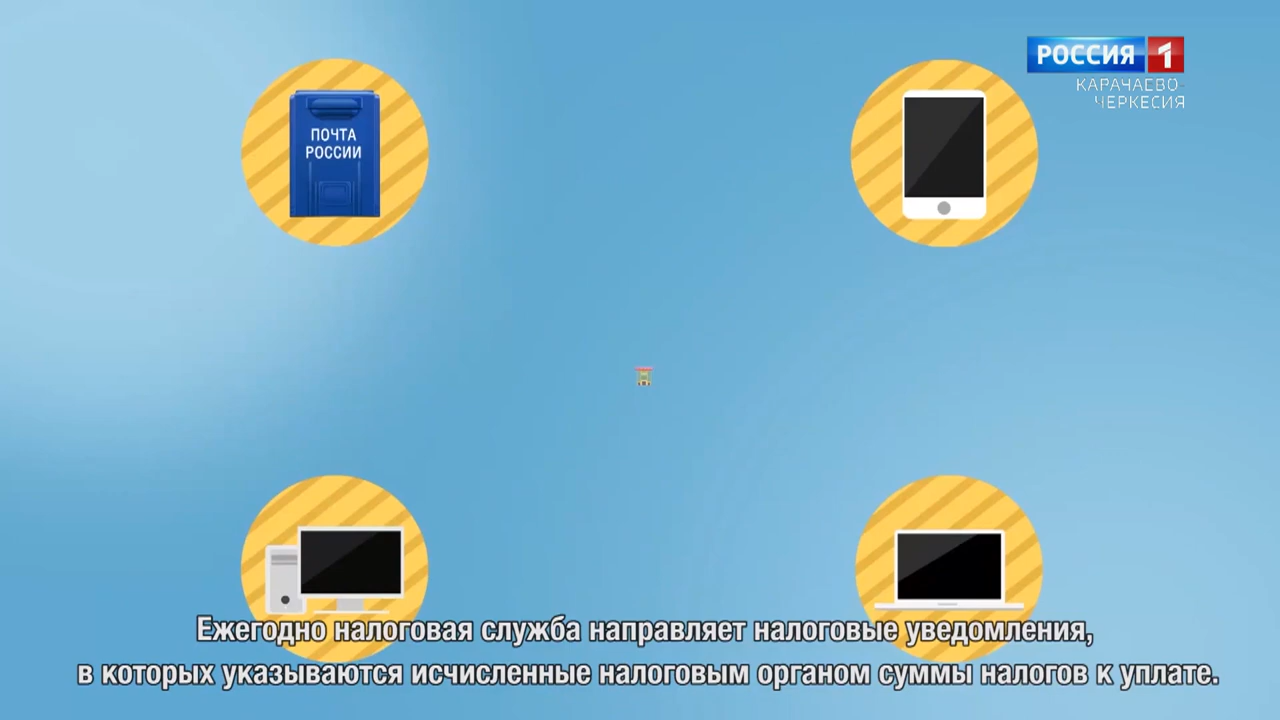 РОССИЯ 1
КАРАЧАЕВО-
ЧЕРКЕСИЯ
ПОЧТА
РОССИИ
Ежегодно налоговая служба направляет налоговые уведомления,
в которых указываются исчисленные налоговым органом суммы налогов к уплате.